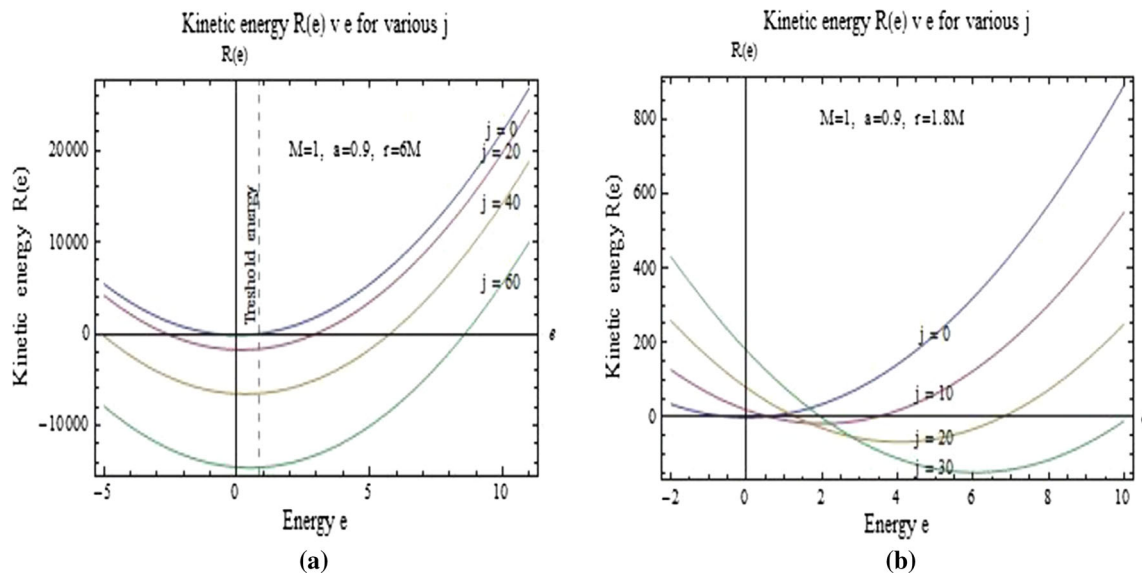 Kinetic energy R(e) v e for various j
R(e)
M=1, a=0.9, r=6M
j = 0
j = 20
j = 40
j = 60
Treshold energy
Kinetic energy R(e)
20000
10000
0
-10000
e
-5
0
5
10
Energy e
(a)
Kinetic energy R(e) v e for various j
R(e)
M=1, a=0.9, r=1.8M
j = 0
j = 10
j = 20
j = 30
Kinetic energy R(e)
800
600
400
200
0
-2
0
2
4
6
8
10
Energy e
(b)